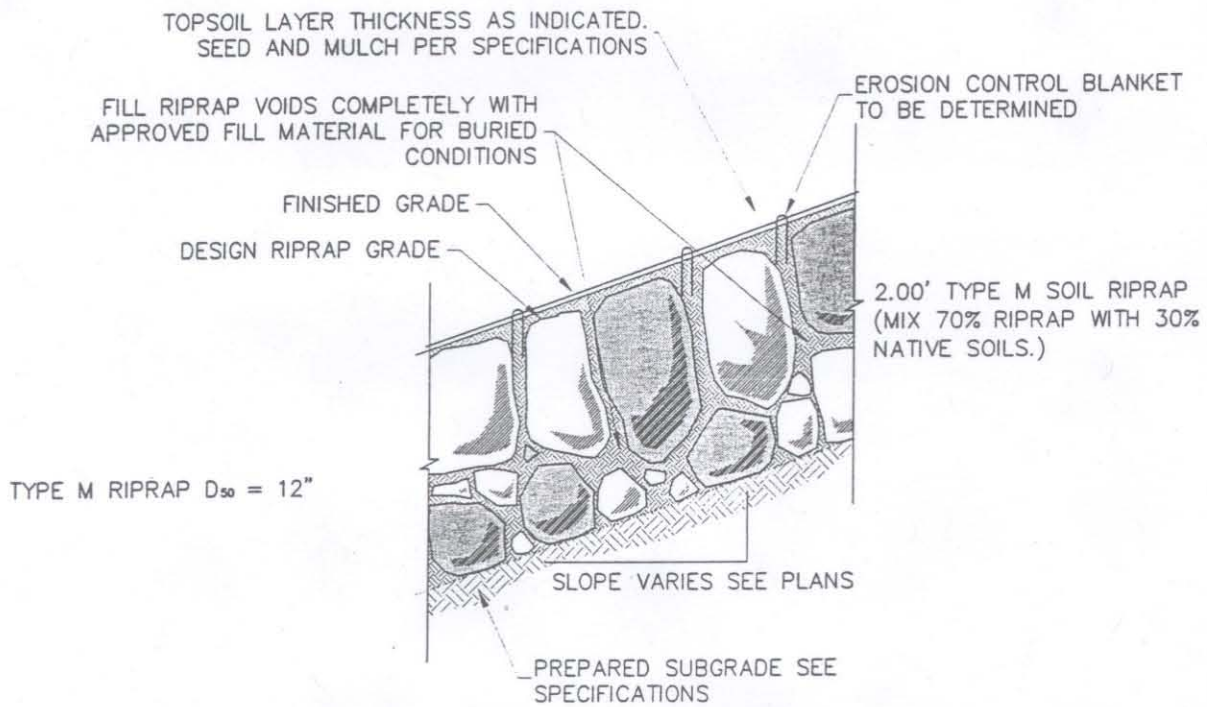 TOPSOIL LAYER THICKNESS AS INDICATED.
SEED AND MULCH PER SPECIFICATIONS
EROSION CONTROL BLANKET
TO BE DETERMINED
FILL RIPRAP VOIDS COMPLETELY WITH
APPROVED FILL MATERIAL FOR BURIED
CONDITIONS
FINISHED GRADE
DESIGN RIPRAP GRADE
2.00' TYPE M SOIL RIPRAP
(MIX 70% RIPRAP WITH 30%
NATIVE SOILS.)
TYPE M RIPRAP D50 = 12"
SLOPE VARIES SEE PLANS
PREPARED SUBGRADE SEE
SPECIFICATIONS